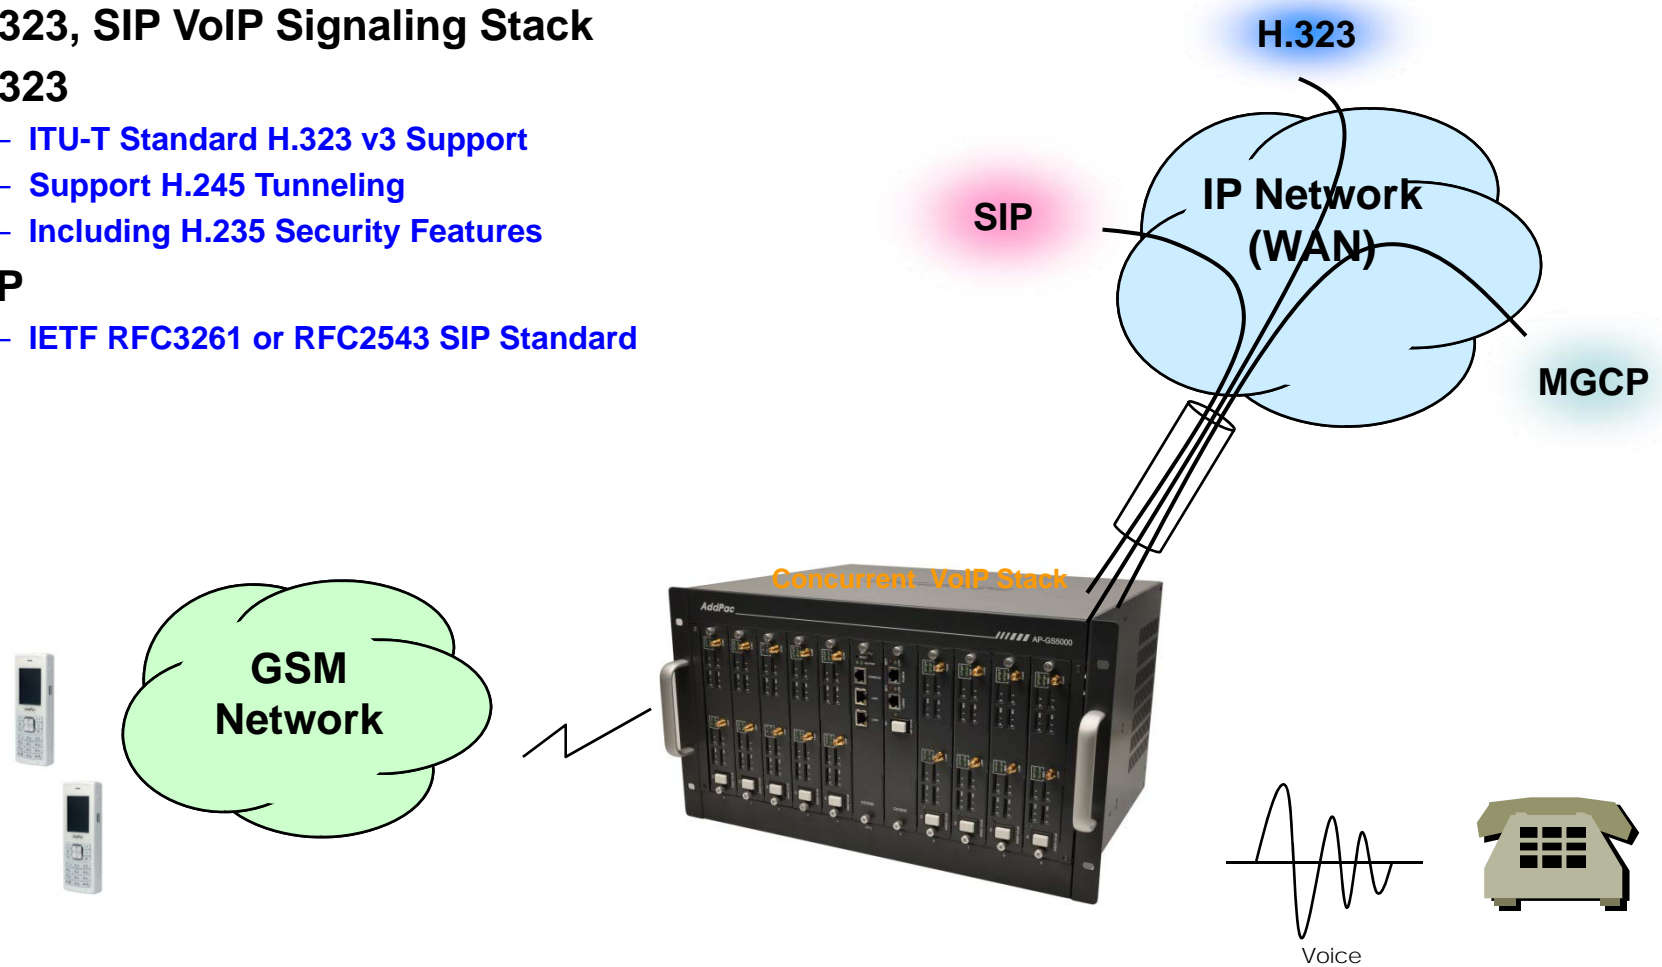 323, SIP VoIP Signaling Stack
323
– ITU-T Standard H.323 v3 Support
– Support H.245 Tunneling
– Including H.235 Security Features
P
– IETF RFC3261 or RFC2543 SIP Standard
H.323
SIP
IP Network
(WAN)
MGCP
Concurrent VoIP Stack
AddPac
AP-GS5000
GSM
Network
Voice